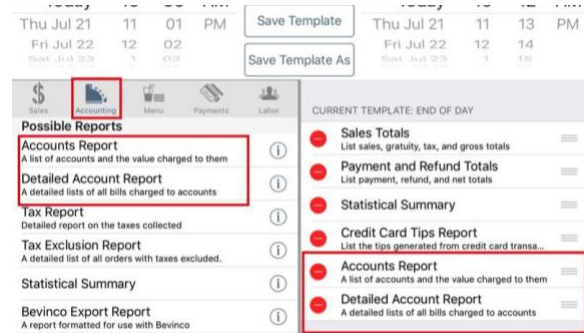 Thu Jul 21 11 01 PM
Fri Jul 22 12 02
Save Template
Save Template As
Thu Jul 21 11 13 PM
Fri Jul 22 12 14
Sales
Accounting
Menu
Payments
Labor
Possible Reports
Accounts Report
A list of accounts and the value charged to them
Detailed Account Report
A detailed lists of all bills charged to accounts
Tax Report
Detailed report on the taxes collected
Tax Exclusion Report
A detailed list of all orders with taxes excluded.
Statistical Summary
Bevinco Export Report
A report formatted for use with Bevinco
CURRENT TEMPLATE: END OF DAY
Sales Totals
List sales, gratuity, tax, and gross totals
Payment and Refund Totals
List payment, refund, and net totals
Statistical Summary
Credit Card Tips Report
List the tips generated from credit card transa...
Accounts Report
A list of accounts and the value charged to them
Detailed Account Report
A detailed lists of all bills charged to accounts